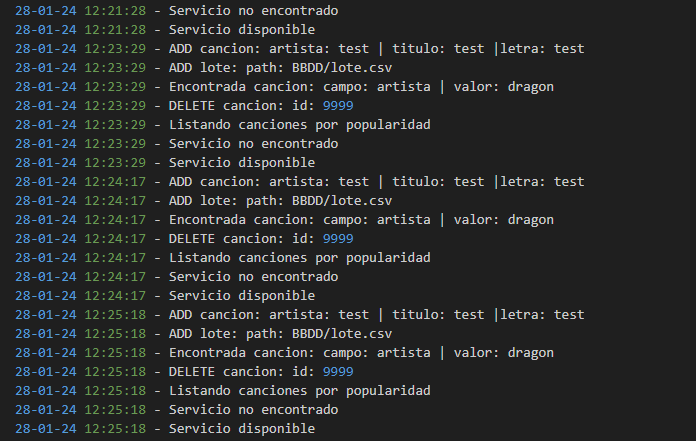 28-01-24 12:21:28 - Servicio no encontrado
28-01-24 12:21:28 - Servicio disponible
28-01-24 12:23:29 - ADD cancion: artista: test | titulo: test |letra: test
28-01-24 12:23:29 - ADD lote: path: BBDD/lote.csv
28-01-24 12:23:29 - Encontrada cancion: campo: artista | valor: dragon
28-01-24 12:23:29 - DELETE cancion: id: 9999
28-01-24 12:23:29 - Listando canciones por popularidad
28-01-24 12:23:29 - Servicio no encontrado
28-01-24 12:23:29 - Servicio disponible
28-01-24 12:24:17 - ADD cancion: artista: test | titulo: test |letra: test
28-01-24 12:24:17 - ADD lote: path: BBDD/lote.csv
28-01-24 12:24:17 - Encontrada cancion: campo: artista | valor: dragon
28-01-24 12:24:17 - DELETE cancion: id: 9999
28-01-24 12:24:17 - Listando canciones por popularidad
28-01-24 12:24:17 - Servicio no encontrado
28-01-24 12:24:17 - Servicio disponible
28-01-24 12:25:18 - ADD cancion: artista: test | titulo: test |letra: test
28-01-24 12:25:18 - ADD lote: path: BBDD/lote.csv
28-01-24 12:25:18 - Encontrada cancion: campo: artista | valor: dragon
28-01-24 12:25:18 - DELETE cancion: id: 9999
28-01-24 12:25:18 - Listando canciones por popularidad
28-01-24 12:25:18 - Servicio no encontrado
28-01-24 12:25:18 - Servicio disponible